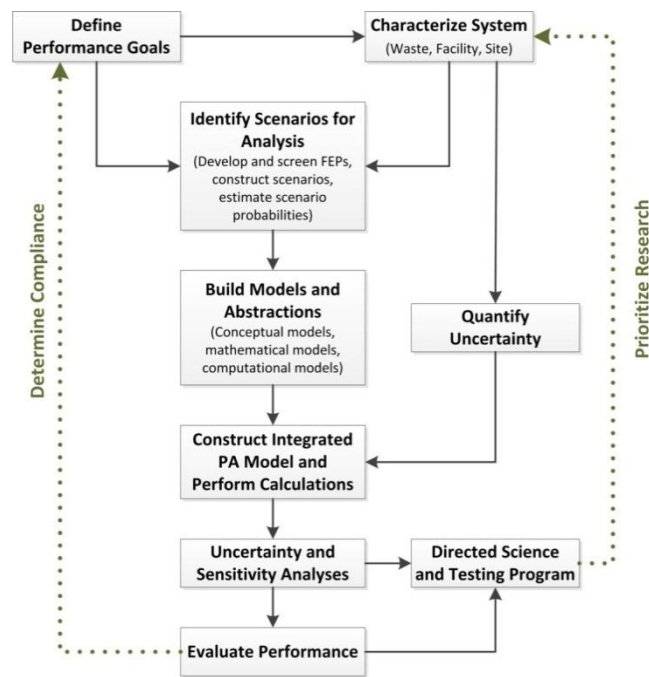 Define
Performance Goals
Characterize System
(Waste, Facility, Site)
Identify Scenarios for
Analysis
(Develop and screen FEPs,
construct scenarios,
estimate scenario
probabilities)
Build Models and
Abstractions
(Conceptual models,
mathematical models,
computational models)
Quantify
Uncertainty
Construct Integrated
PA Model and
Perform Calculations
Uncertainty and
Sensitivity Analyses
Directed Science
and Testing Program
Evaluate Performance
Determine Compliance
Prioritize Research